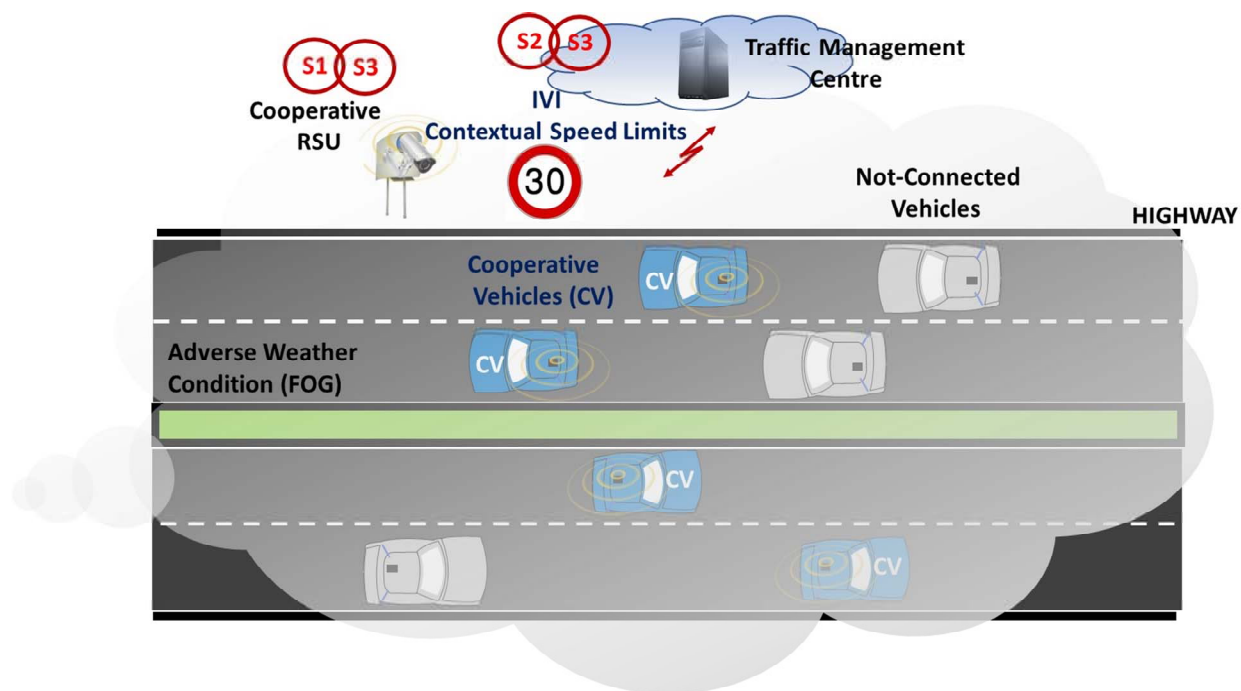 S1 S3
Cooperative
RSU
S2 S3
Traffic Management
Centre
IVI
Contextual Speed Limits
30
Not-Connected
Vehicles
HIGHWAY
Cooperative
Vehicles (CV)
CV
CV
Adverse Weather
Condition (FOG)
CV
CV